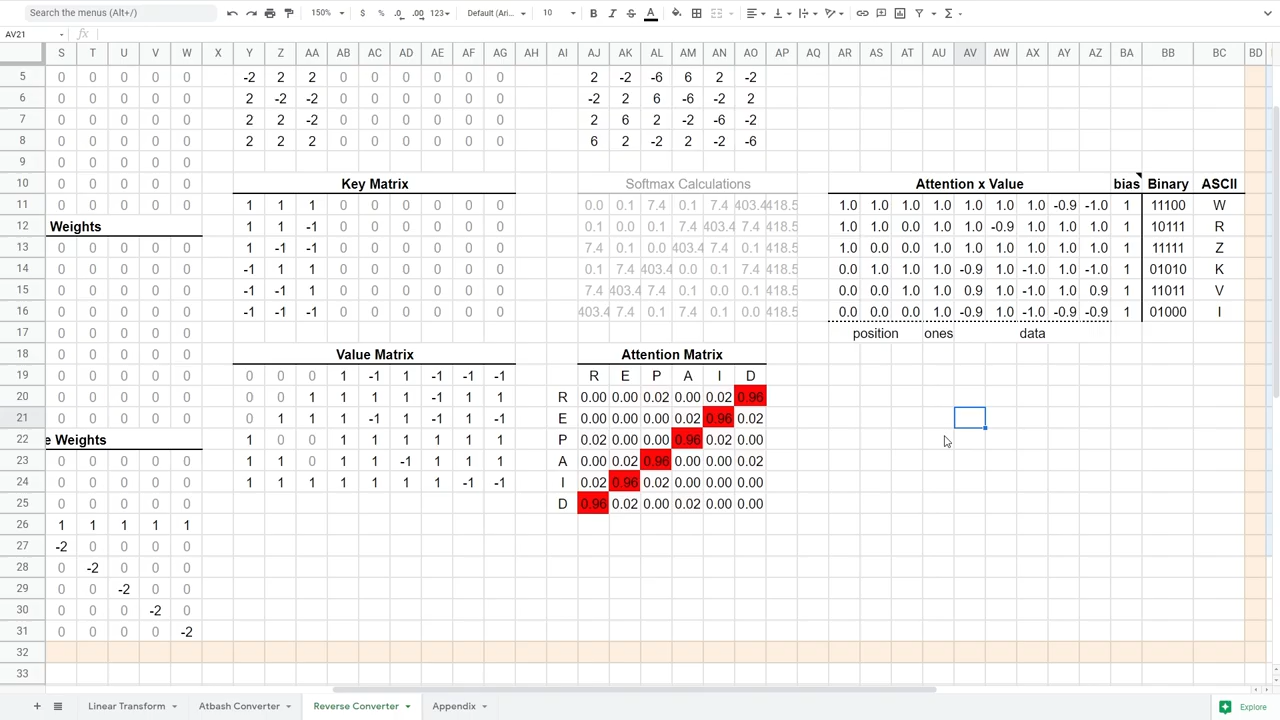 Search the menus (Alt+/) 150% $ % .0 .00 123 Default (Ari... 10 B I S A
AV21 fx
S T U V W X Y Z AA AB AC AD AE AF AG AH AI AJ AK AL AM AN AO AP AQ AR AS AT AU AV AW AX AY AZ BA BB BC BD
5 0 0 0 0 0 -2 2 2 0 0 0 0 0 0 2 -2 -6 6 2 -2
6 0 0 0 0 0 2 -2 -2 0 0 0 0 0 0 -2 2 6 -6 -2 2
7 0 0 0 0 0 2 2 -2 0 0 0 0 0 0 2 6 2 -2 -6 -2
8 0 0 0 0 0 2 2 2 0 0 0 0 0 0 6 2 -2 2 -2 -6
9 0 0 0 0 0
10 0 0 0 0 0 Key Matrix Softmax Calculations Attention x Value bias Binary ASCII
11 0 0 0 0 0 1 1 1 0 0 0 0 0 0 0.0 0.1 7.4 0.1 7.4 403.4 418.5 1.0 1.0 1.0 1.0 1.0 1.0 1.0 -0.9 -1.0 1 11100 W
12 Weights 1 1 -1 0 0 0 0 0 0 0.1 0.0 0.1 7.4 403.4 7.4 418.5 1.0 1.0 0.0 1.0 1.0 -0.9 1.0 1.0 1.0 1 10111 R
13 0 0 0 0 0 1 -1 -1 0 0 0 0 0 0 7.4 0.1 0.0 403.4 7.4 0.1 418.5 1.0 0.0 0.0 1.0 1.0 1.0 1.0 1.0 1.0 1 11111 Z
14 0 0 0 0 0 -1 1 1 0 0 0 0 0 0 0.1 7.4 403.4 0.0 0.1 7.4 418.5 0.0 1.0 1.0 1.0 -0.9 1.0 -1.0 1.0 -1.0 1 01010 K
15 0 0 0 0 0 -1 -1 1 0 0 0 0 0 0 7.4 403.4 7.4 0.1 0.0 0.1 418.5 0.0 0.0 1.0 1.0 0.9 1.0 -1.0 1.0 0.9 1 11011 V
16 0 0 0 0 0 -1 -1 -1 0 0 0 0 0 0 403.4 7.4 0.1 7.4 0.1 0.0 418.5 0.0 0.0 0.0 1.0 -0.9 1.0 -1.0 -0.9 -0.9 1 01000 I
17 0 0 0 0 0 position ones data
18 0 0 0 0 0 Value Matrix Attention Matrix
19 0 0 0 0 0 0 0 0 1 -1 1 -1 -1 -1 R E P A I D
20 0 0 0 0 0 0 0 1 1 1 1 -1 1 1 R 0.00 0.00 0.02 0.00 0.02 0.96
21 0 0 0 0 0 0 1 1 1 -1 1 -1 1 -1 E 0.00 0.00 0.00 0.02 0.96 0.02
22 e Weights 1 0 0 1 1 1 1 1 1 P 0.02 0.00 0.00 0.96 0.02 0.00
23 0 0 0 0 0 1 1 0 1 1 -1 1 1 1 A 0.00 0.02 0.96 0.00 0.00 0.02
24 0 0 0 0 0 1 1 1 1 1 1 1 -1 -1 I 0.02 0.96 0.02 0.00 0.00 0.00
25 0 0 0 0 0 D 0.96 0.02 0.00 0.02 0.00 0.00
26 1 1 1 1 1
27 -2 0 0 0 0
28 0 -2 0 0 0
29 0 0 -2 0 0
30 0 0 0 -2 0
31 0 0 0 0 -2
32
33
Linear Transform Atbash Converter Reverse Converter Appendix Explore